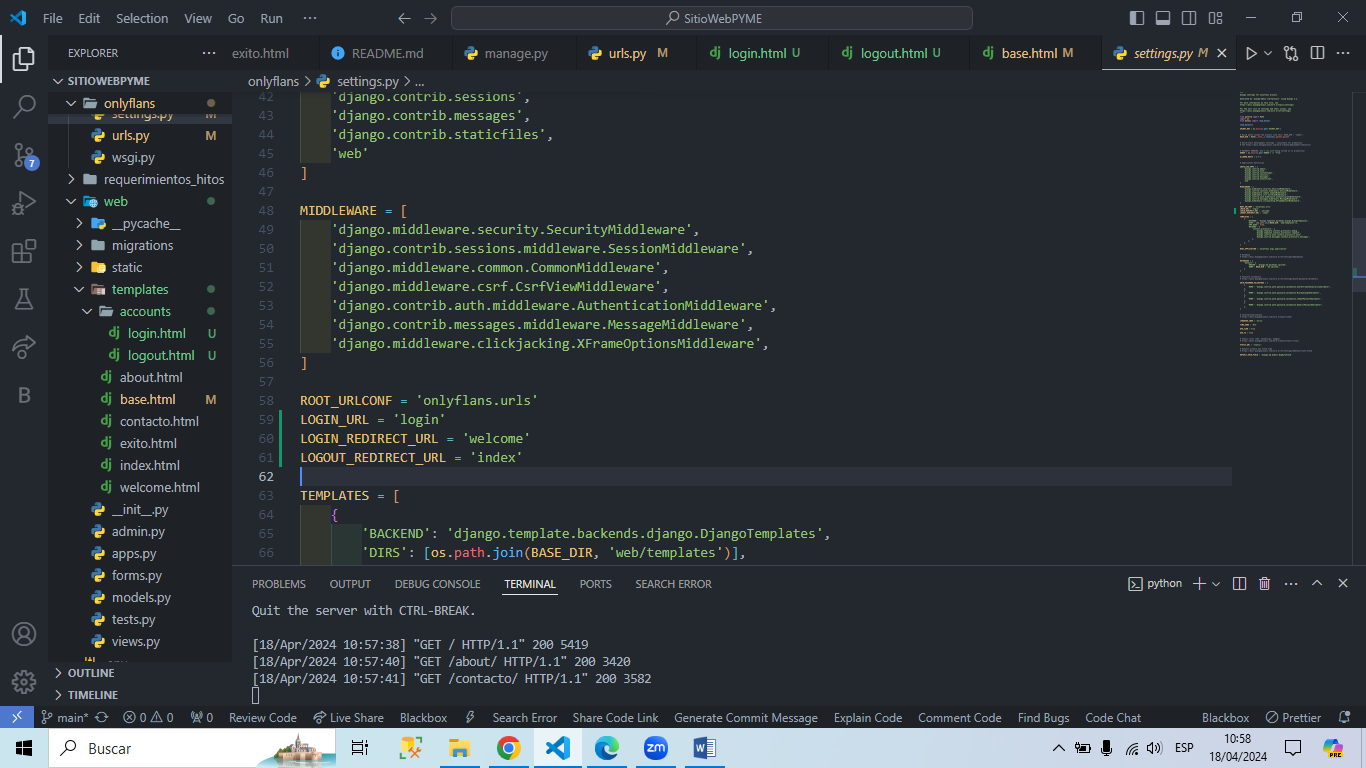 File Edit Selection View Go Run ··· SitioWebPYME
EXPLORER ··· exito.html README.md manage.py urls.py M login.html U logout.html U base.html M settings.py M
SITIOWEBPYME
onlyflans > settings.py > ...
onlyflans
settings.py M
urls.py M
wsgi.py
requerimientos_hitos
web
__pycache__
migrations
static
templates
accounts
login.html U
logout.html U
about.html
base.html M
contacto.html
exito.html
index.html
welcome.html
__init__.py
admin.py
apps.py
forms.py
models.py
tests.py
views.py
OUTLINE
TIMELINE
7
42 'django.contrib.sessions',
43 'django.contrib.messages',
44 'django.contrib.staticfiles',
45 'web'
46 ]
47
48 MIDDLEWARE = [
49 'django.middleware.security.SecurityMiddleware',
50 'django.contrib.sessions.middleware.SessionMiddleware',
51 'django.middleware.common.CommonMiddleware',
52 'django.middleware.csrf.CsrfViewMiddleware',
53 'django.contrib.auth.middleware.AuthenticationMiddleware',
54 'django.contrib.messages.middleware.MessageMiddleware',
55 'django.middleware.clickjacking.XFrameOptionsMiddleware',
56 ]
57
58 ROOT_URLCONF = 'onlyflans.urls'
59 LOGIN_URL = 'login'
60 LOGIN_REDIRECT_URL = 'welcome'
61 LOGOUT_REDIRECT_URL = 'index'
62
63 TEMPLATES = [
64 {
65 'BACKEND': 'django.template.backends.django.DjangoTemplates',
66 'DIRS': [os.path.join(BASE_DIR, 'web/templates')],
PROBLEMS OUTPUT DEBUG CONSOLE TERMINAL PORTS SEARCH ERROR python
Quit the server with CTRL-BREAK.
[18/Apr/2024 10:57:38] "GET / HTTP/1.1" 200 5419
[18/Apr/2024 10:57:40] "GET /about/ HTTP/1.1" 200 3420
[18/Apr/2024 10:57:41] "GET /contacto/ HTTP/1.1" 200 3582
main* 0 0 0 Review Code Live Share Blackbox Search Error Share Code Link Generate Commit Message Explain Code Comment Code Find Bugs Code Chat Blackbox Prettier
Buscar zm W ESP 10:58
18/04/2024 PRE